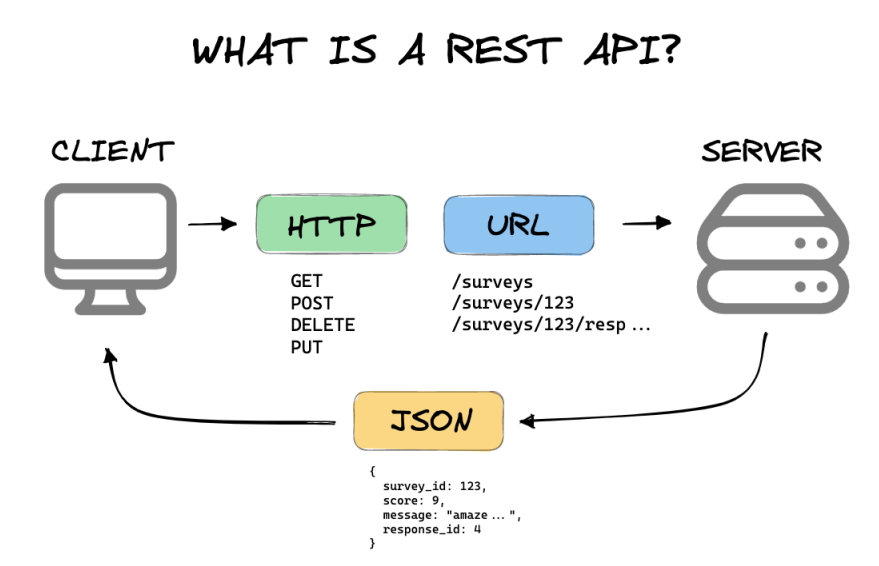 WHAT IS A REST API?
CLIENT
SERVER
HTTP
URL
GET
POST
DELETE
PUT
/surveys
/surveys/123
/surveys/123/resp...
JSON
{
survey_id: 123,
score: 9,
message: "amaze...",
response_id: 4
}